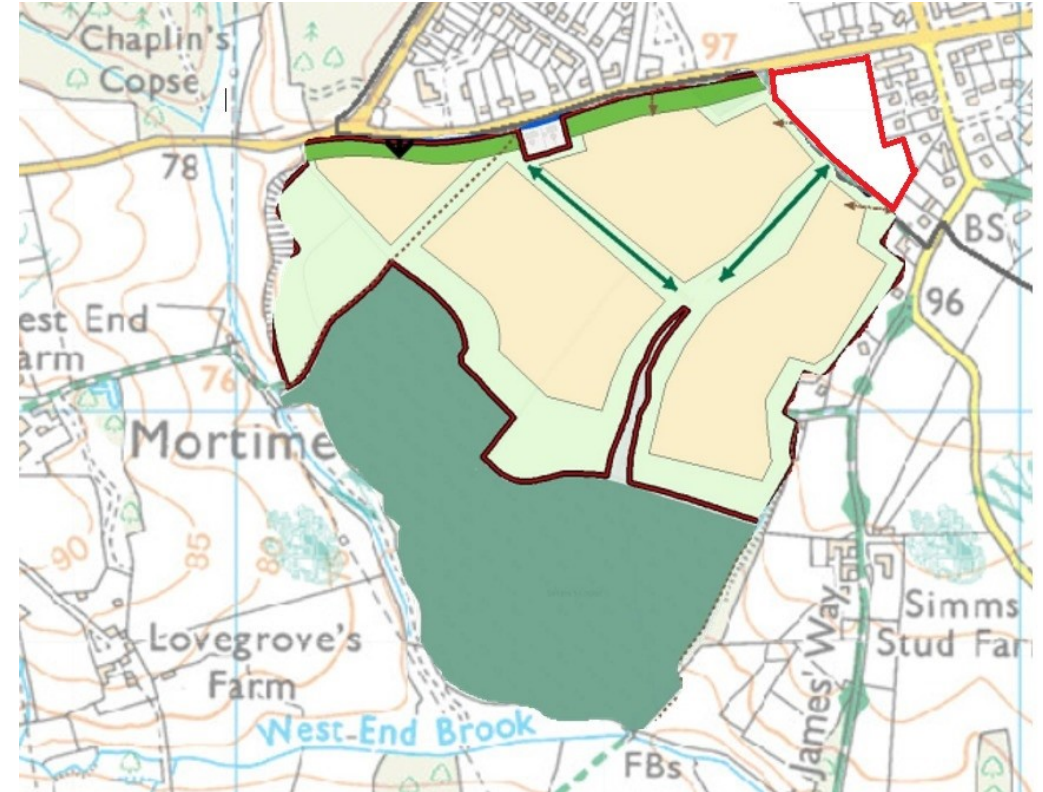 Chaplin's
Copse
97
78
BS
est End
arm
96
76
Mortime
90
85
80
Simms
Stud Far
Lovegrove's
Farm
James' Way
West-End Brook
FBs